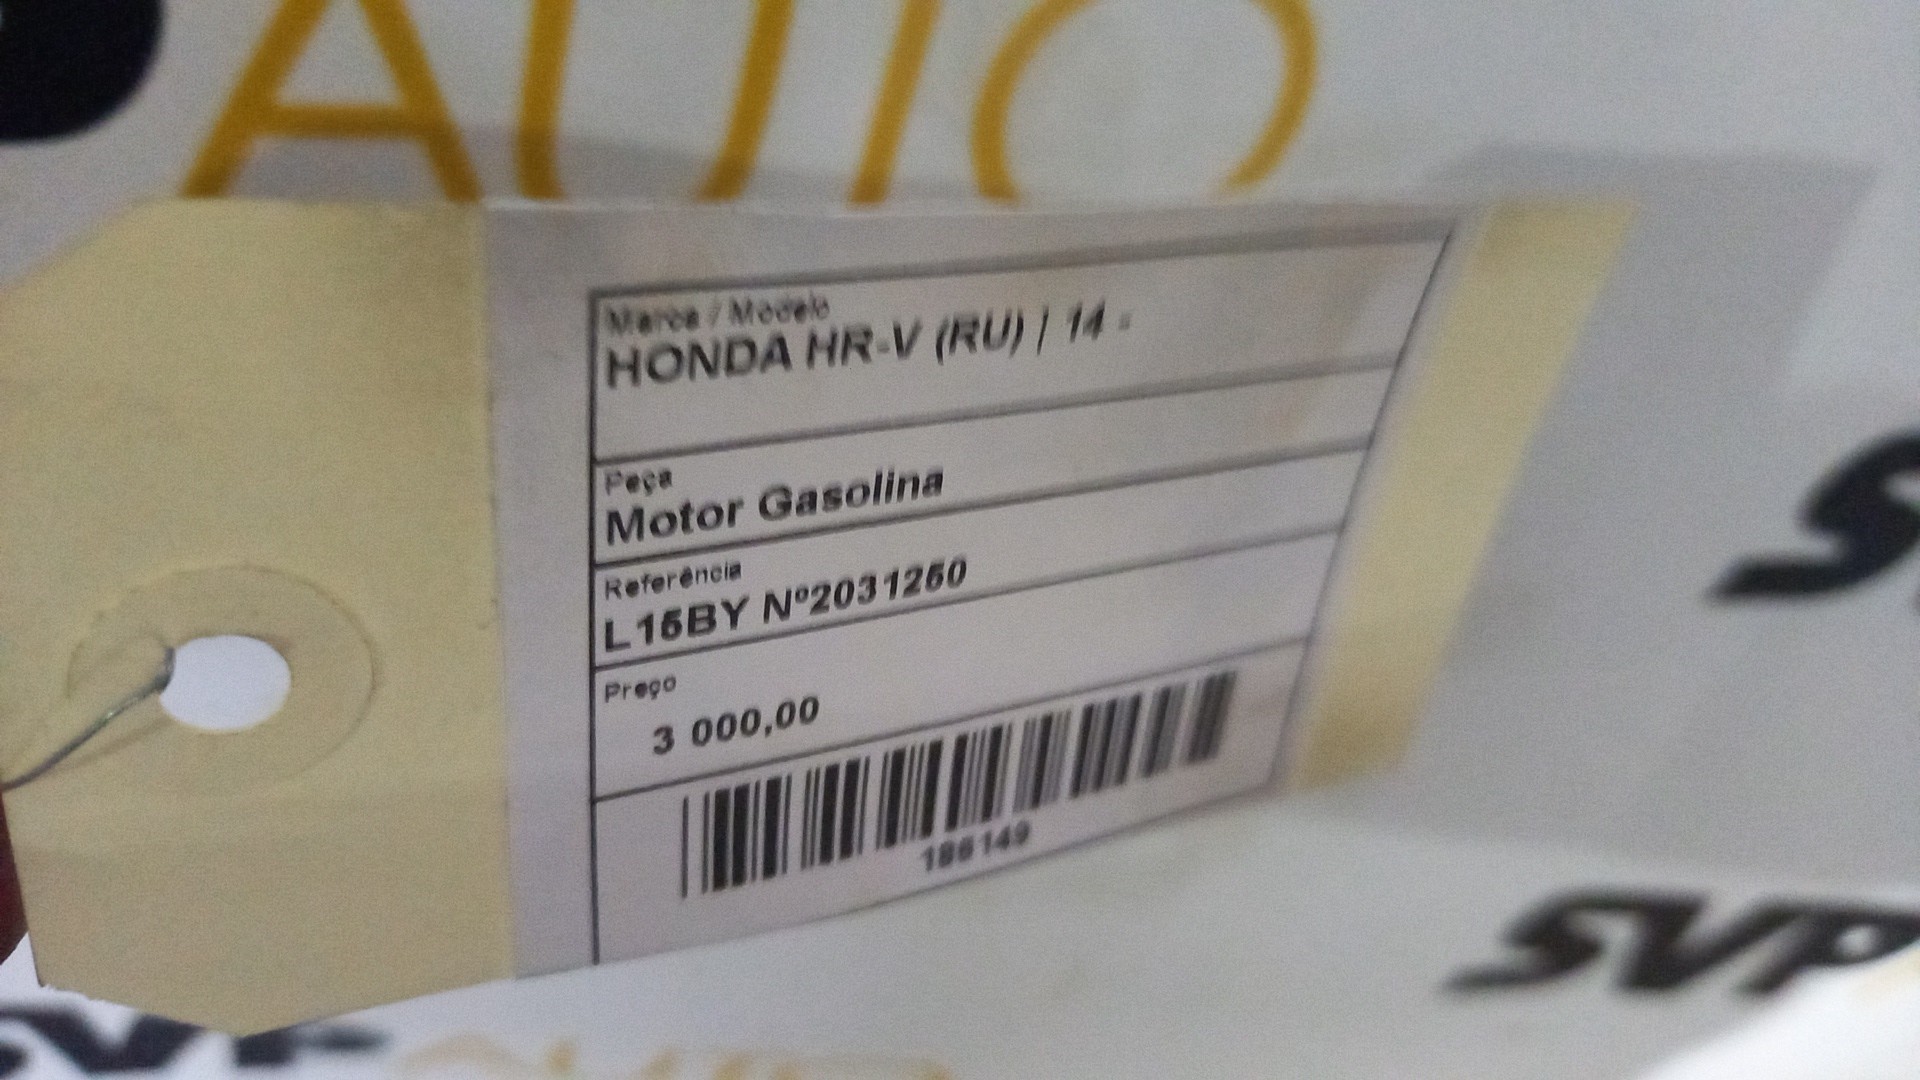 AUTO
Marca / Modelo
HONDA HR-V (RU) | 14 -
Peça
Motor Gasolina
Referência
L15BY Nº2031250
Preço
3 000,00
186149
SVP